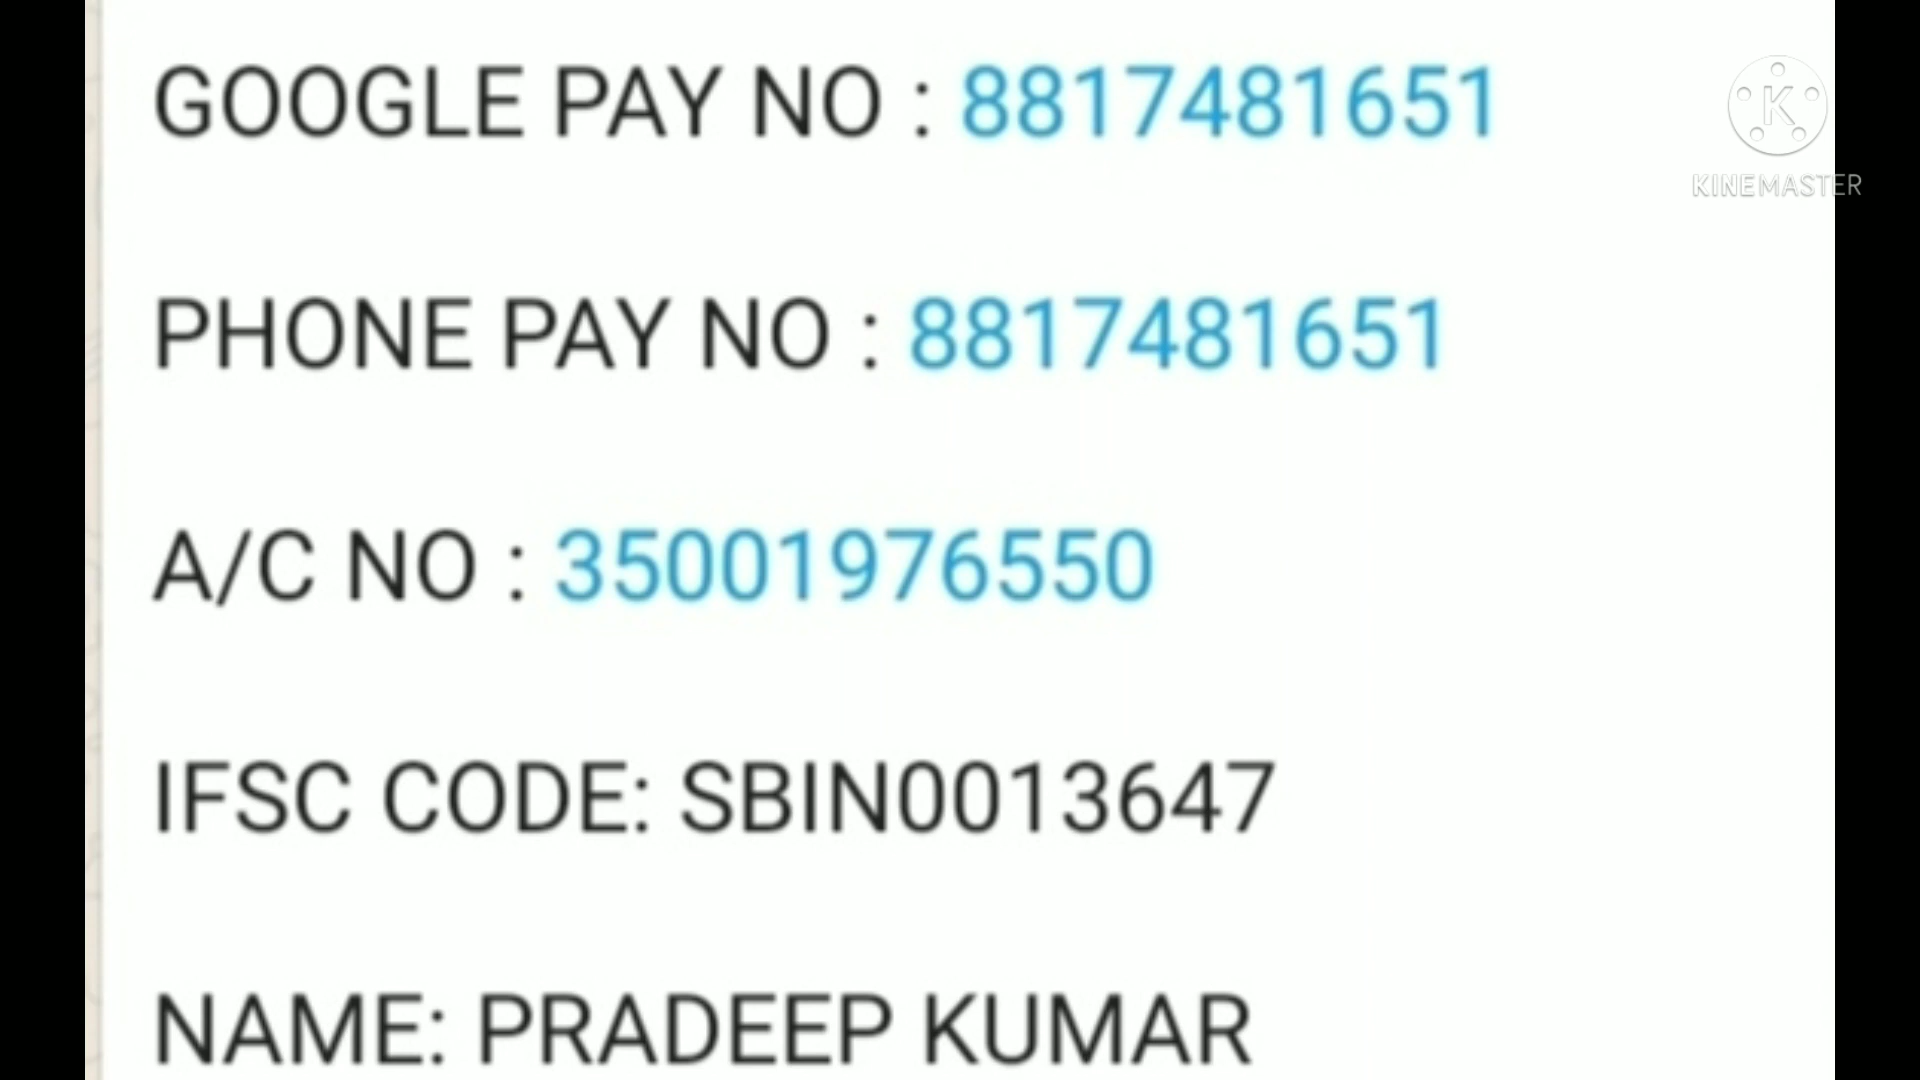 GOOGLE PAY NO : 8817481651
KINEMASTER
PHONE PAY NO : 8817481651
A/C NO : 35001976550
IFSC CODE: SBIN0013647
NAME: PRADEEP KUMAR